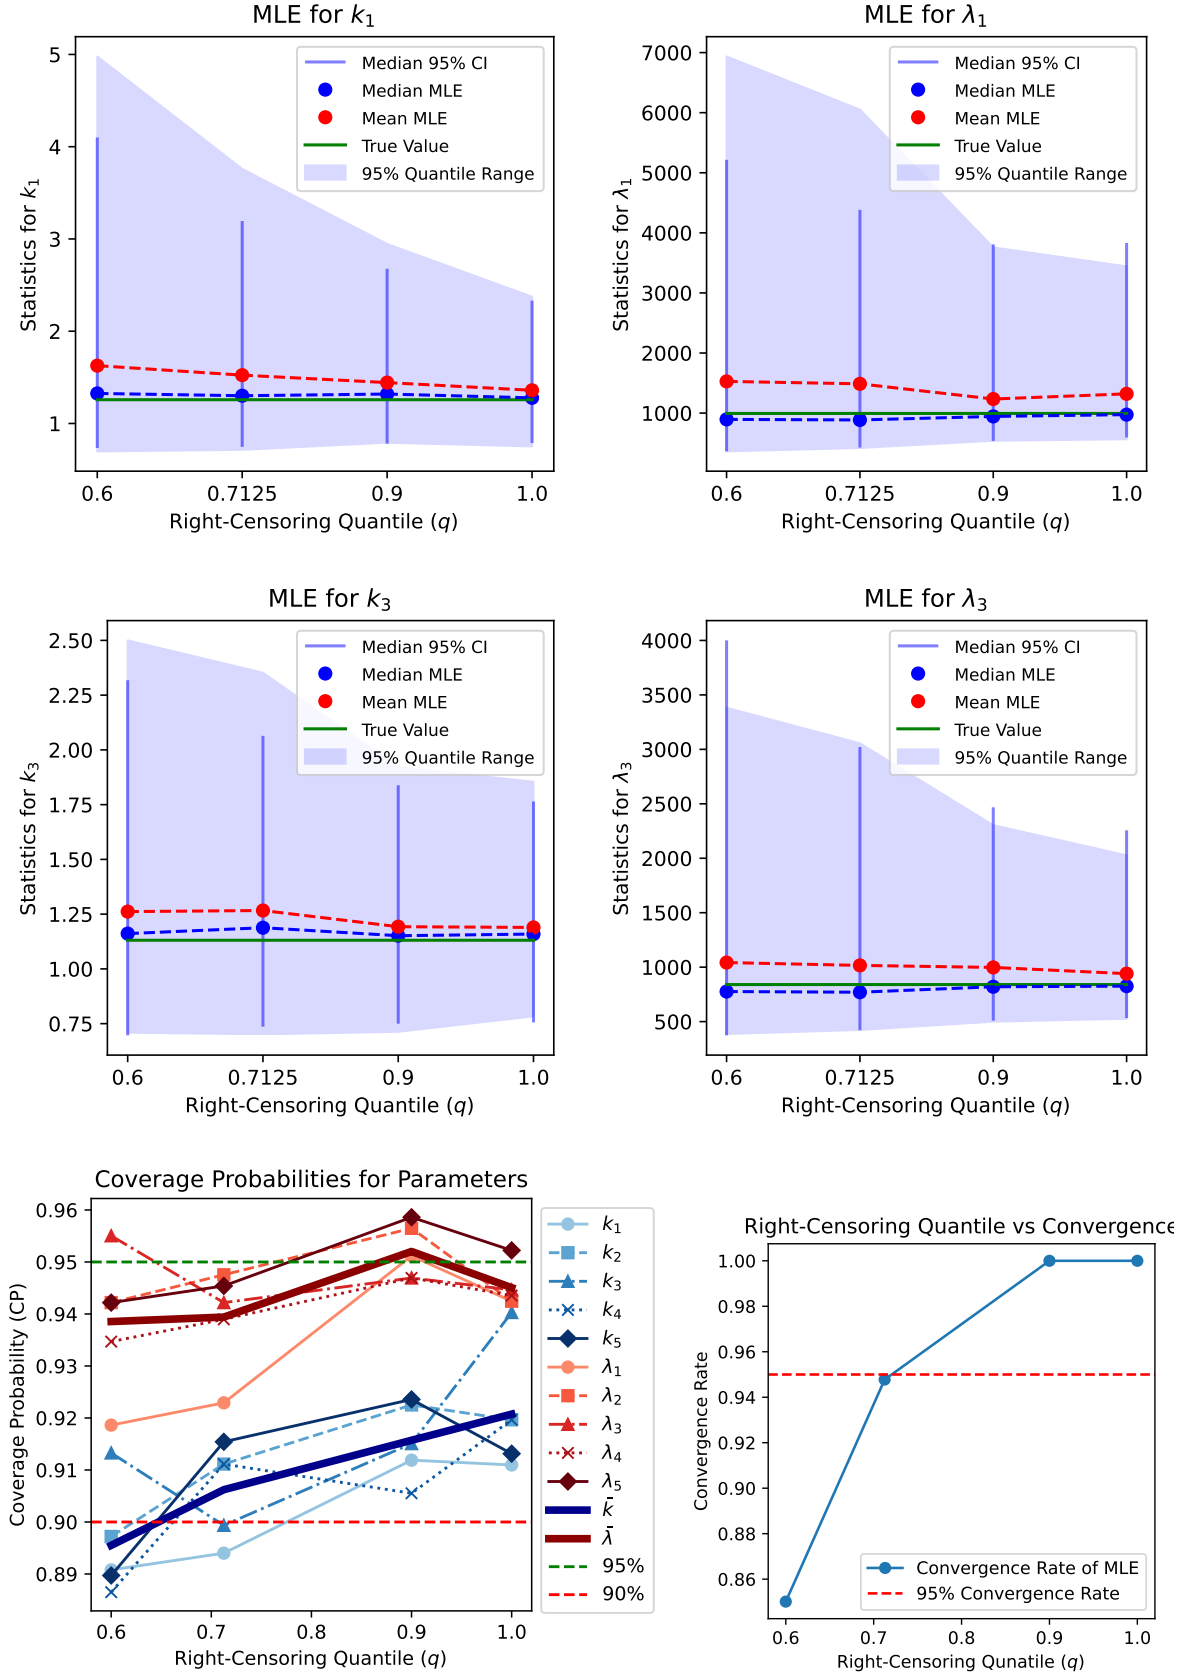 MLE for k1
5
4
3
2
1
Statistics for k1
Median 95% CI
Median MLE
Mean MLE
True Value
95% Quantile Range
0.6 0.7125 0.9 1.0
Right-Censoring Quantile (q)
MLE for λ1
7000
6000
5000
4000
3000
2000
1000
Statistics for λ1
Median 95% CI
Median MLE
Mean MLE
True Value
95% Quantile Range
0.6 0.7125 0.9 1.0
Right-Censoring Quantile (q)
MLE for k3
2.50
2.25
2.00
1.75
1.50
1.25
1.00
0.75
Statistics for k3
Median 95% CI
Median MLE
Mean MLE
True Value
95% Quantile Range
0.6 0.7125 0.9 1.0
Right-Censoring Quantile (q)
MLE for λ3
4000
3500
3000
2500
2000
1500
1000
500
Statistics for λ3
Median 95% CI
Median MLE
Mean MLE
True Value
95% Quantile Range
0.6 0.7125 0.9 1.0
Right-Censoring Quantile (q)
Coverage Probabilities for Parameters
0.96
0.95
0.94
0.93
0.92
0.91
0.90
0.89
Coverage Probability (CP)
0.6 0.7 0.8 0.9 1.0
Right-Censoring Quantile (q)
k1
k2
k3
k4
k5
λ1
λ2
λ3
λ4
λ5
k̄
λ̄
95%
90%
Right-Censoring Quantile vs Convergence
1.00
0.98
0.96
0.94
0.92
0.90
0.88
0.86
Convergence Rate
Convergence Rate of MLE
95% Convergence Rate
0.6 0.7 0.8 0.9 1.0
Right-Censoring Qunatile (q)